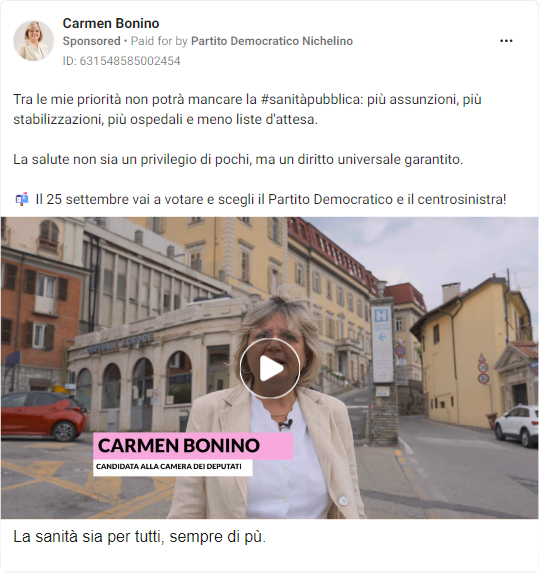 Carmen Bonino
Sponsored • Paid for by Partito Democratico Nichelino
ID: 631548585002454
Tra le mie priorità non potrà mancare la #sanitàpubblica: più assunzioni, più
stabilizzazioni, più ospedali e meno liste d'attesa.
La salute non sia un privilegio di pochi, ma un diritto universale garantito.
📬 Il 25 settembre vai a votare e scegli il Partito Democratico e il centrosinistra!
H
CARMEN BONINO
CANDIDATA ALLA CAMERA DEI DEPUTATI
La sanità sia per tutti, sempre di pù.